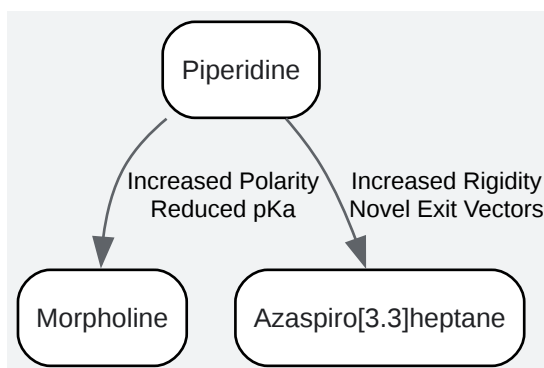 Piperidine
Increased Polarity
Reduced pKa
Increased Rigidity
Novel Exit Vectors
Morpholine
Azaspiro[3.3]heptane